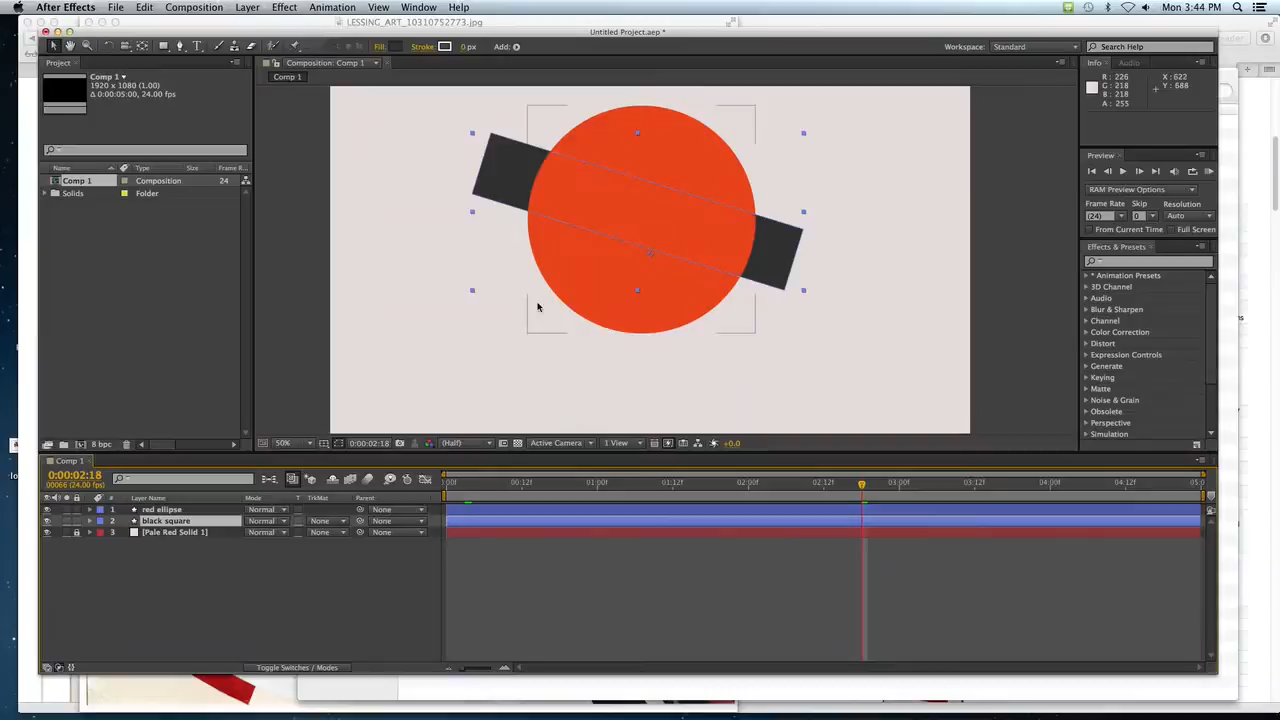 After Effects File Edit Composition Layer Effect Animation View Window Help Mon 3:44 PM
LESSING_ART_10310752773.jpg
Untitled Project.aep *
Fill: Stroke: 0 px Add: Workspace: Standard Search Help
Project Composition: Comp 1 Info Audio
Comp 1
Comp 1
1920 x 1080 (1.00)
Δ 0:00:05:00, 24.00 fps
R : 226
G : 218
B : 218
A : 255
X : 622
Y : 688
Preview
RAM Preview Options
Frame Rate Skip Resolution
(24) 0 Auto
From Current Time Full Screen
Name Type Size Frame R...
Comp 1 Composition 24
Solids Folder
Effects & Presets
* Animation Presets
3D Channel
Audio
Blur & Sharpen
Channel
Color Correction
Distort
Expression Controls
Generate
Keying
Matte
Noise & Grain
Obsolete
Perspective
Simulation
8 bpc 50% 0:00:02:18 (Half) Active Camera 1 View +0.0
Comp 1
0:00:02:18
00066 (24.00 fps)
:00f 00:12f 01:00f 01:12f 02:00f 02:12f 03:00f 03:12f 04:00f 04:12f 05:0
# Layer Name Mode T TrkMat Parent
1 red ellipse Normal None
2 black square Normal None None
3 [Pale Red Solid 1] Normal None None
Toggle Switches / Modes